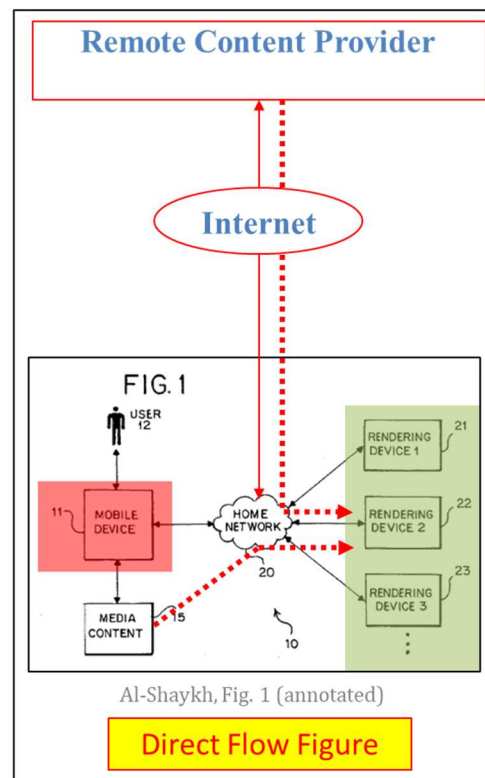 Remote Content Provider
Internet
FIG. 1
USER
12
21
RENDERING
DEVICE 1
11
MOBILE
DEVICE
HOME
NETWORK
22
RENDERING
DEVICE 2
20
23
RENDERING
DEVICE 3
15
MEDIA
CONTENT
10
Al-Shaykh, Fig. 1 (annotated)
Direct Flow Figure